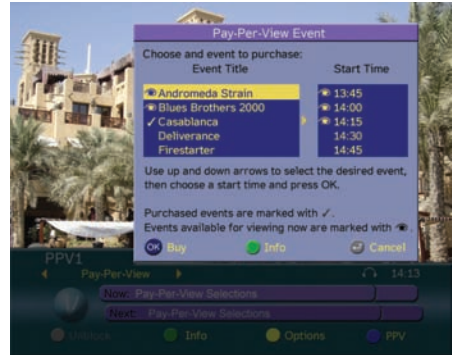 Pay-Per-View Event
Choose and event to purchase:
Event Title Start Time
Andromeda Strain 13:45
Blues Brothers 2000 14:00
✓ Casablanca 14:15
Deliverance 14:30
Firestarter 14:45
Use up and down arrows to select the desired event,
then choose a start time and press OK.
Purchased events are marked with ✓.
Events available for viewing now are marked with 👁.
OK Buy Info Cancel
PPV1
Pay-Per-View 14:13
Now: Pay-Per-View Selections
Next: Pay-Per-View Selections
Info Options PPV